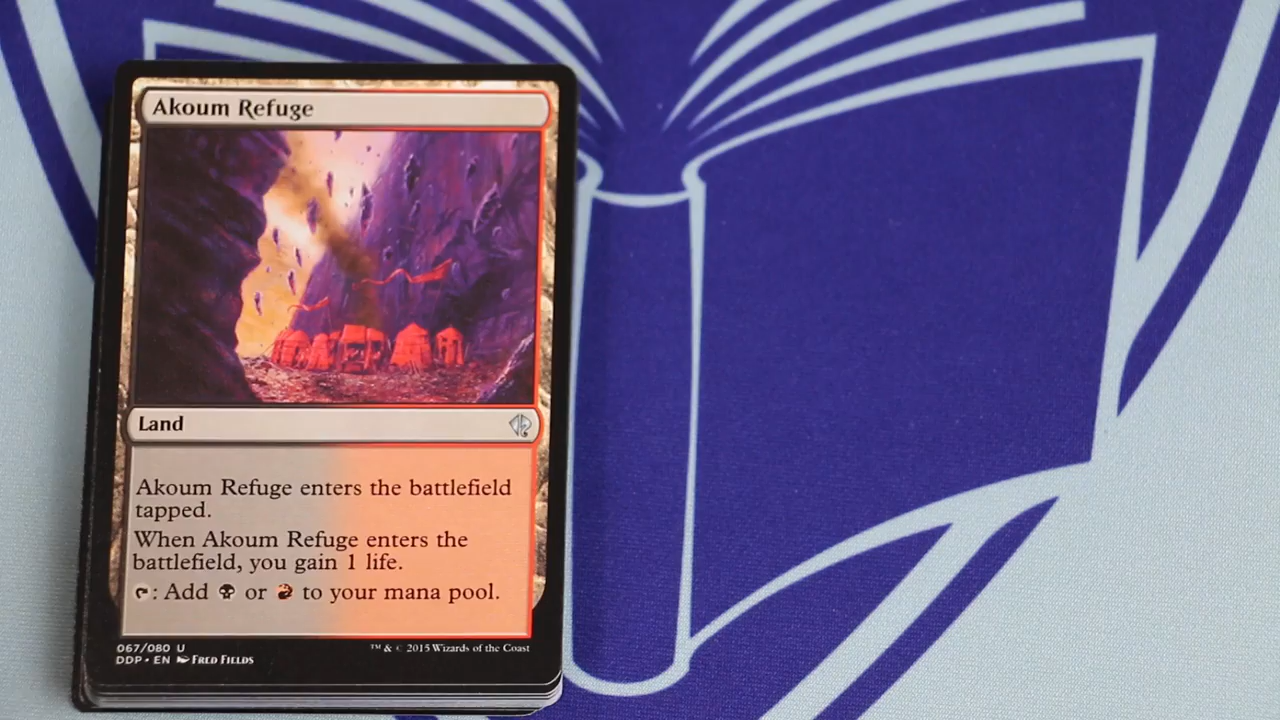 Akoum Refuge
Land
Akoum Refuge enters the battlefield
tapped.
When Akoum Refuge enters the
battlefield, you gain 1 life.
: Add or to your mana pool.
067/080 U
DDP • EN Fred Fields
™ & © 2015 Wizards of the Coast